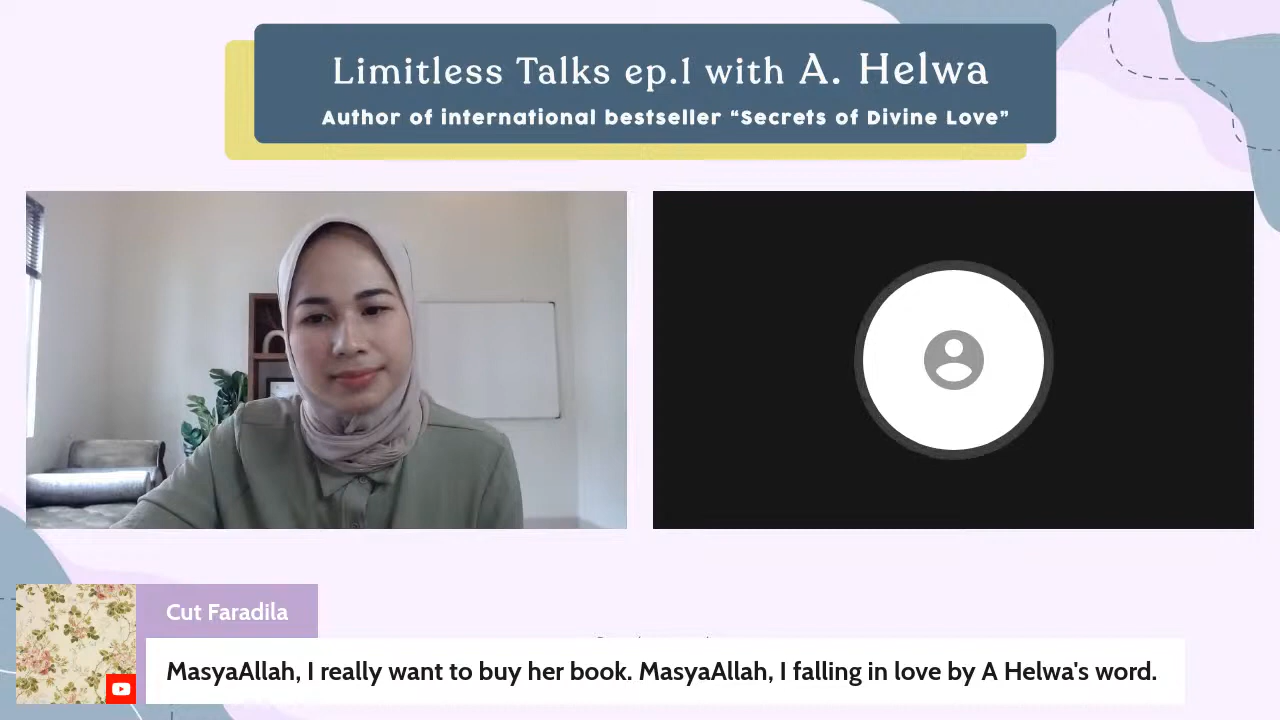 Limitless Talks ep.1 with A. Helwa
Author of international bestseller “Secrets of Divine Love”
Cut Faradila
MasyaAllah, I really want to buy her book. MasyaAllah, I falling in love by A Helwa's word.